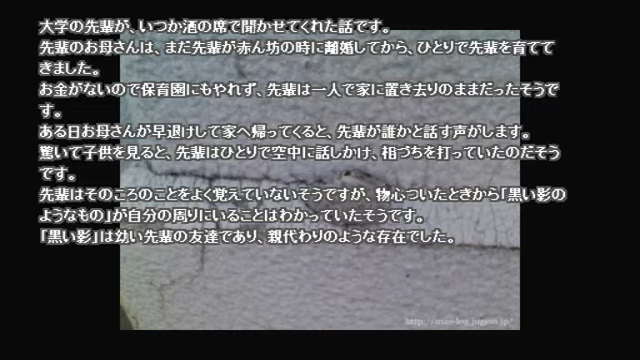 大学の先輩が、いつか酒の席で聞かせてくれた話です。
先輩のお母さんは、まだ先輩が赤ん坊の時に離婚してから、ひとりで先輩を育てて
きました。
お金がないので保育園にもやれず、先輩は一人で家に置き去りのままだったそうで
す。
ある日お母さんが早退けして家へ帰ってくると、先輩が誰かと話す声がします。
驚いて子供を見ると、先輩はひとりで空中に話しかけ、相づちを打っていたのだそう
です。
先輩はそのころのことをよく覚えていないそうですが、物心ついたときから「黒い影の
ようなもの」が自分の周りにいることはわかっていたそうです。
「黒い影」は幼い先輩の友達であり、親代わりのような存在でした。